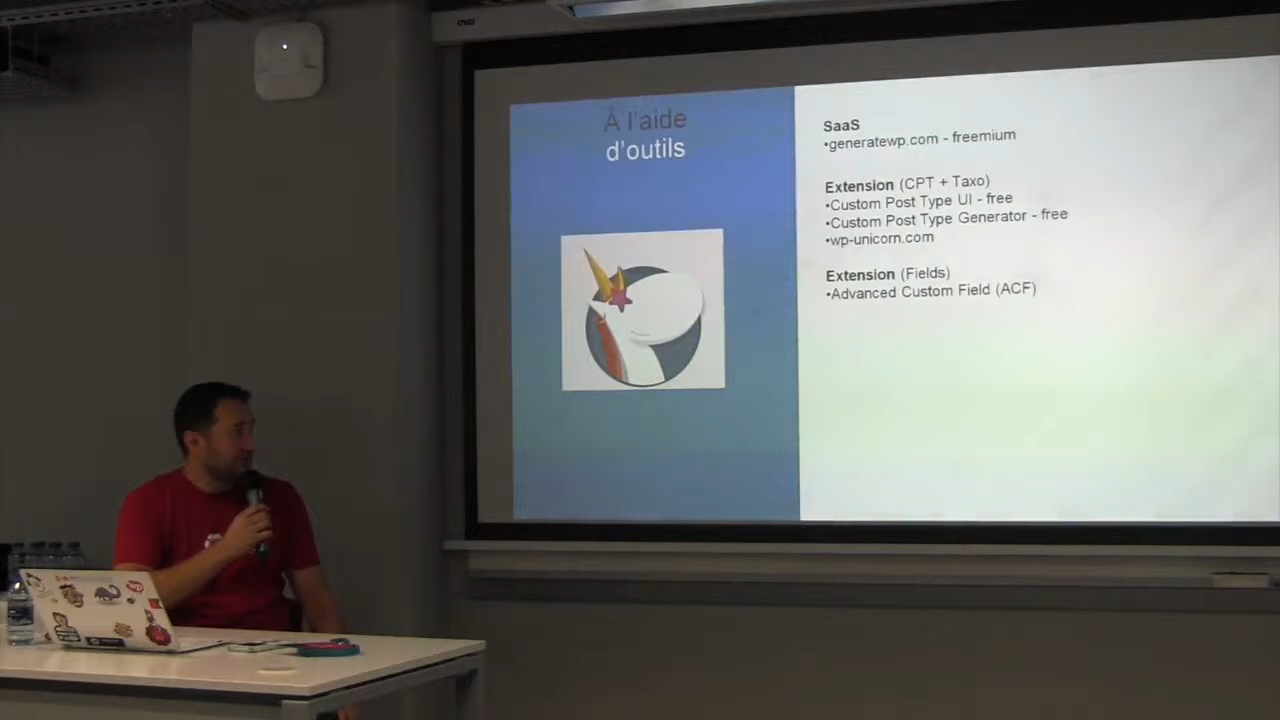 À l'aide
d'outils
SaaS
•generatewp.com - freemium
Extension (CPT + Taxo)
•Custom Post Type UI - free
•Custom Post Type Generator - free
•wp-unicorn.com
Extension (Fields)
•Advanced Custom Field (ACF)